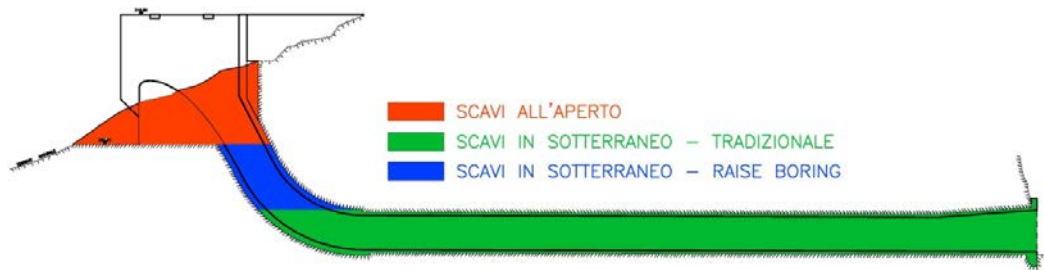 SCAVI ALL'APERTO
SCAVI IN SOTTERRANEO – TRADIZIONALE
SCAVI IN SOTTERRANEO – RAISE BORING